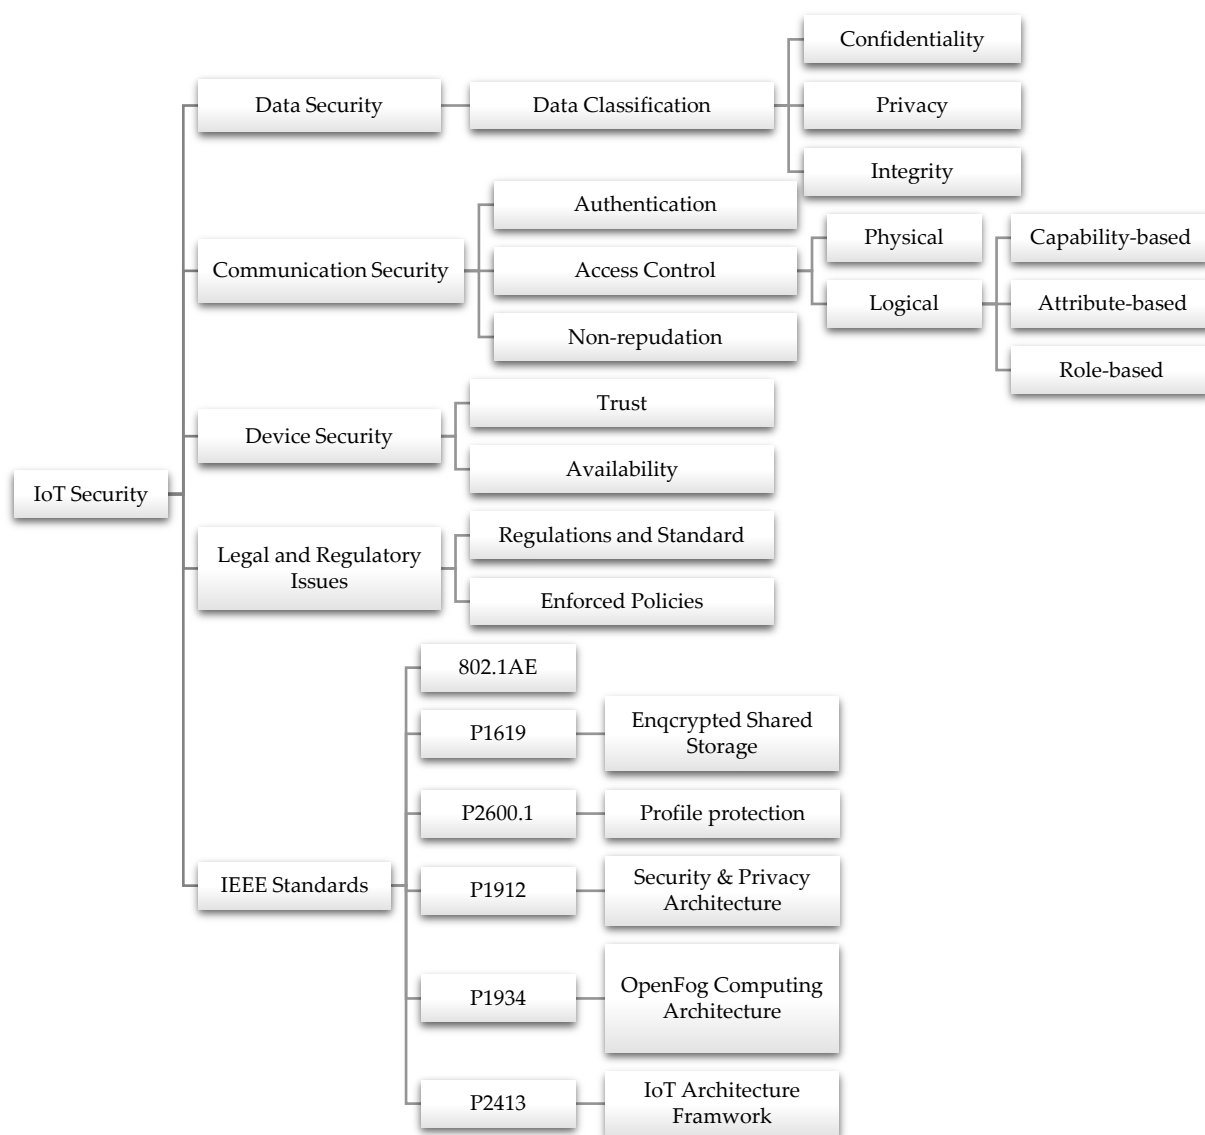 Confidentiality
Data Security
Data Classification
Privacy
Integrity
Authentication
Communication Security
Access Control
Physical
Capability-based
Logical
Attribute-based
Non-repudation
Role-based
Trust
Device Security
Availability
IoT Security
Regulations and Standard
Legal and Regulatory
Issues
Enforced Policies
802.1AE
P1619
Enqcrypted Shared
Storage
P2600.1
Profile protection
IEEE Standards
P1912
Security & Privacy
Architecture
P1934
OpenFog Computing
Architecture
P2413
IoT Architecture
Framwork